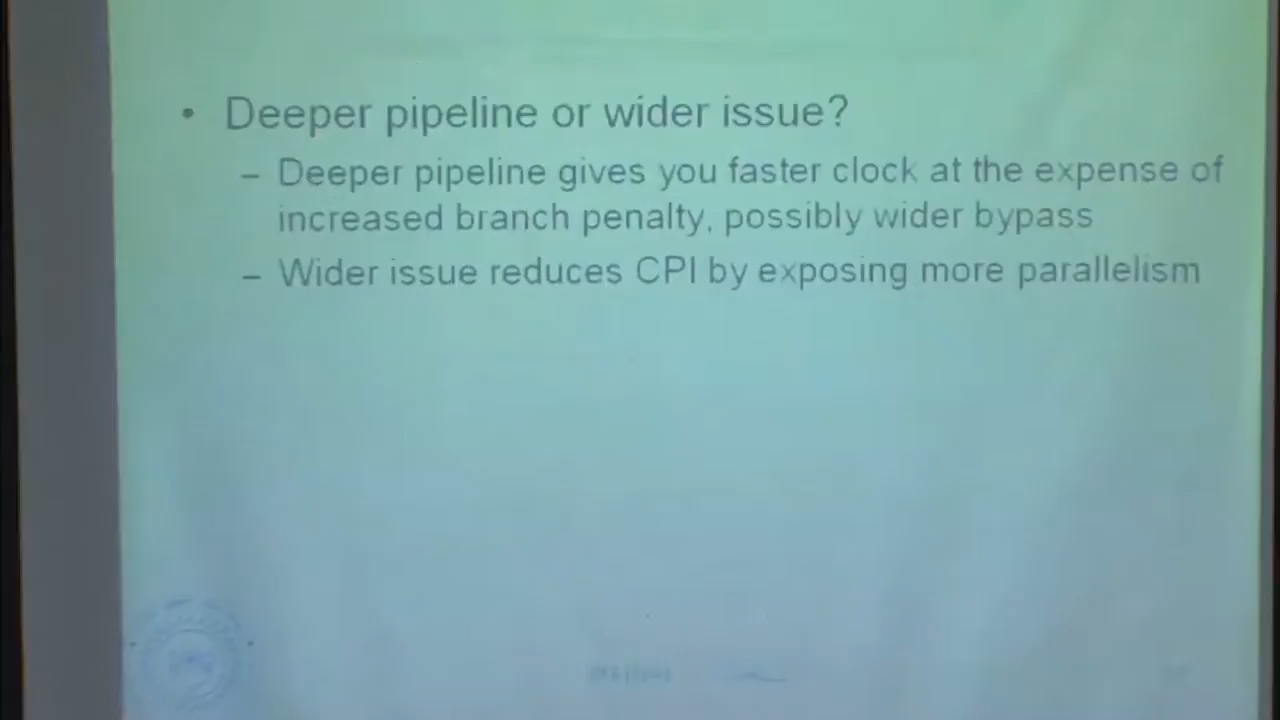 • Deeper pipeline or wider issue?
– Deeper pipeline gives you faster clock at the expense of
increased branch penalty, possibly wider bypass
– Wider issue reduces CPI by exposing more parallelism